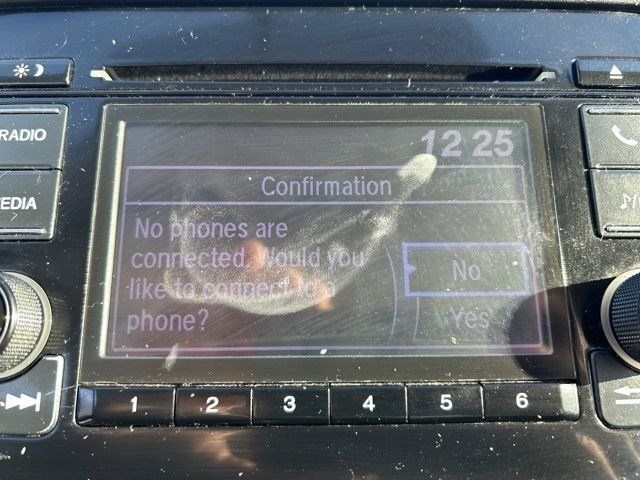 RADIO
MEDIA
12 25
Confirmation
No phones are
connected. Would you
like to connect to a
phone?
No
Yes
1 2 3 4 5 6